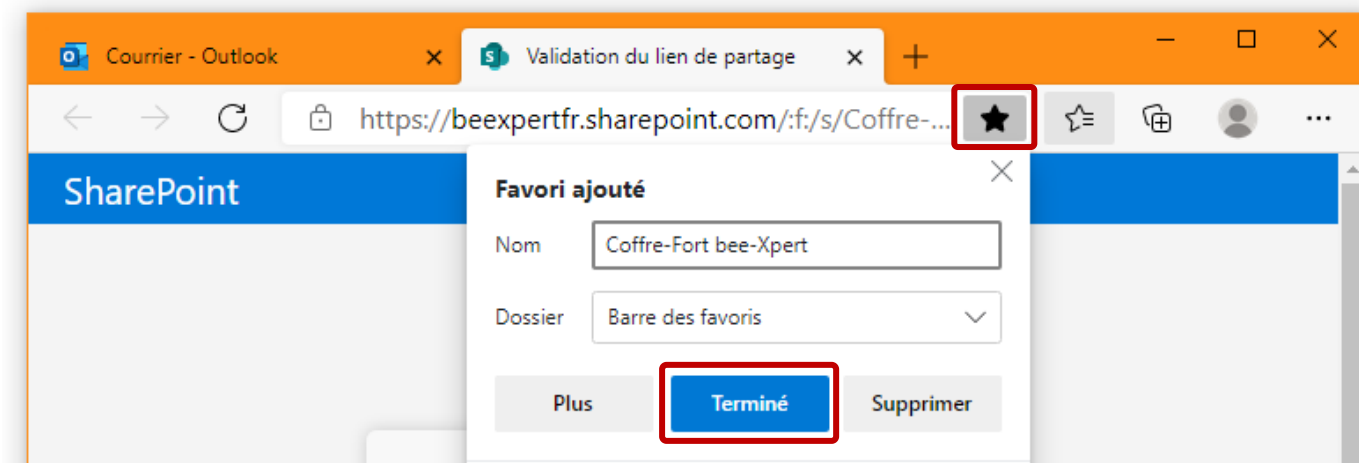 Courrier - Outlook
Validation du lien de partage
https://beexpertfr.sharepoint.com/:f:/s/Coffre-...
SharePoint
Favori ajouté
Nom
Coffre-Fort bee-Xpert
Dossier
Barre des favoris
Plus
Terminé
Supprimer